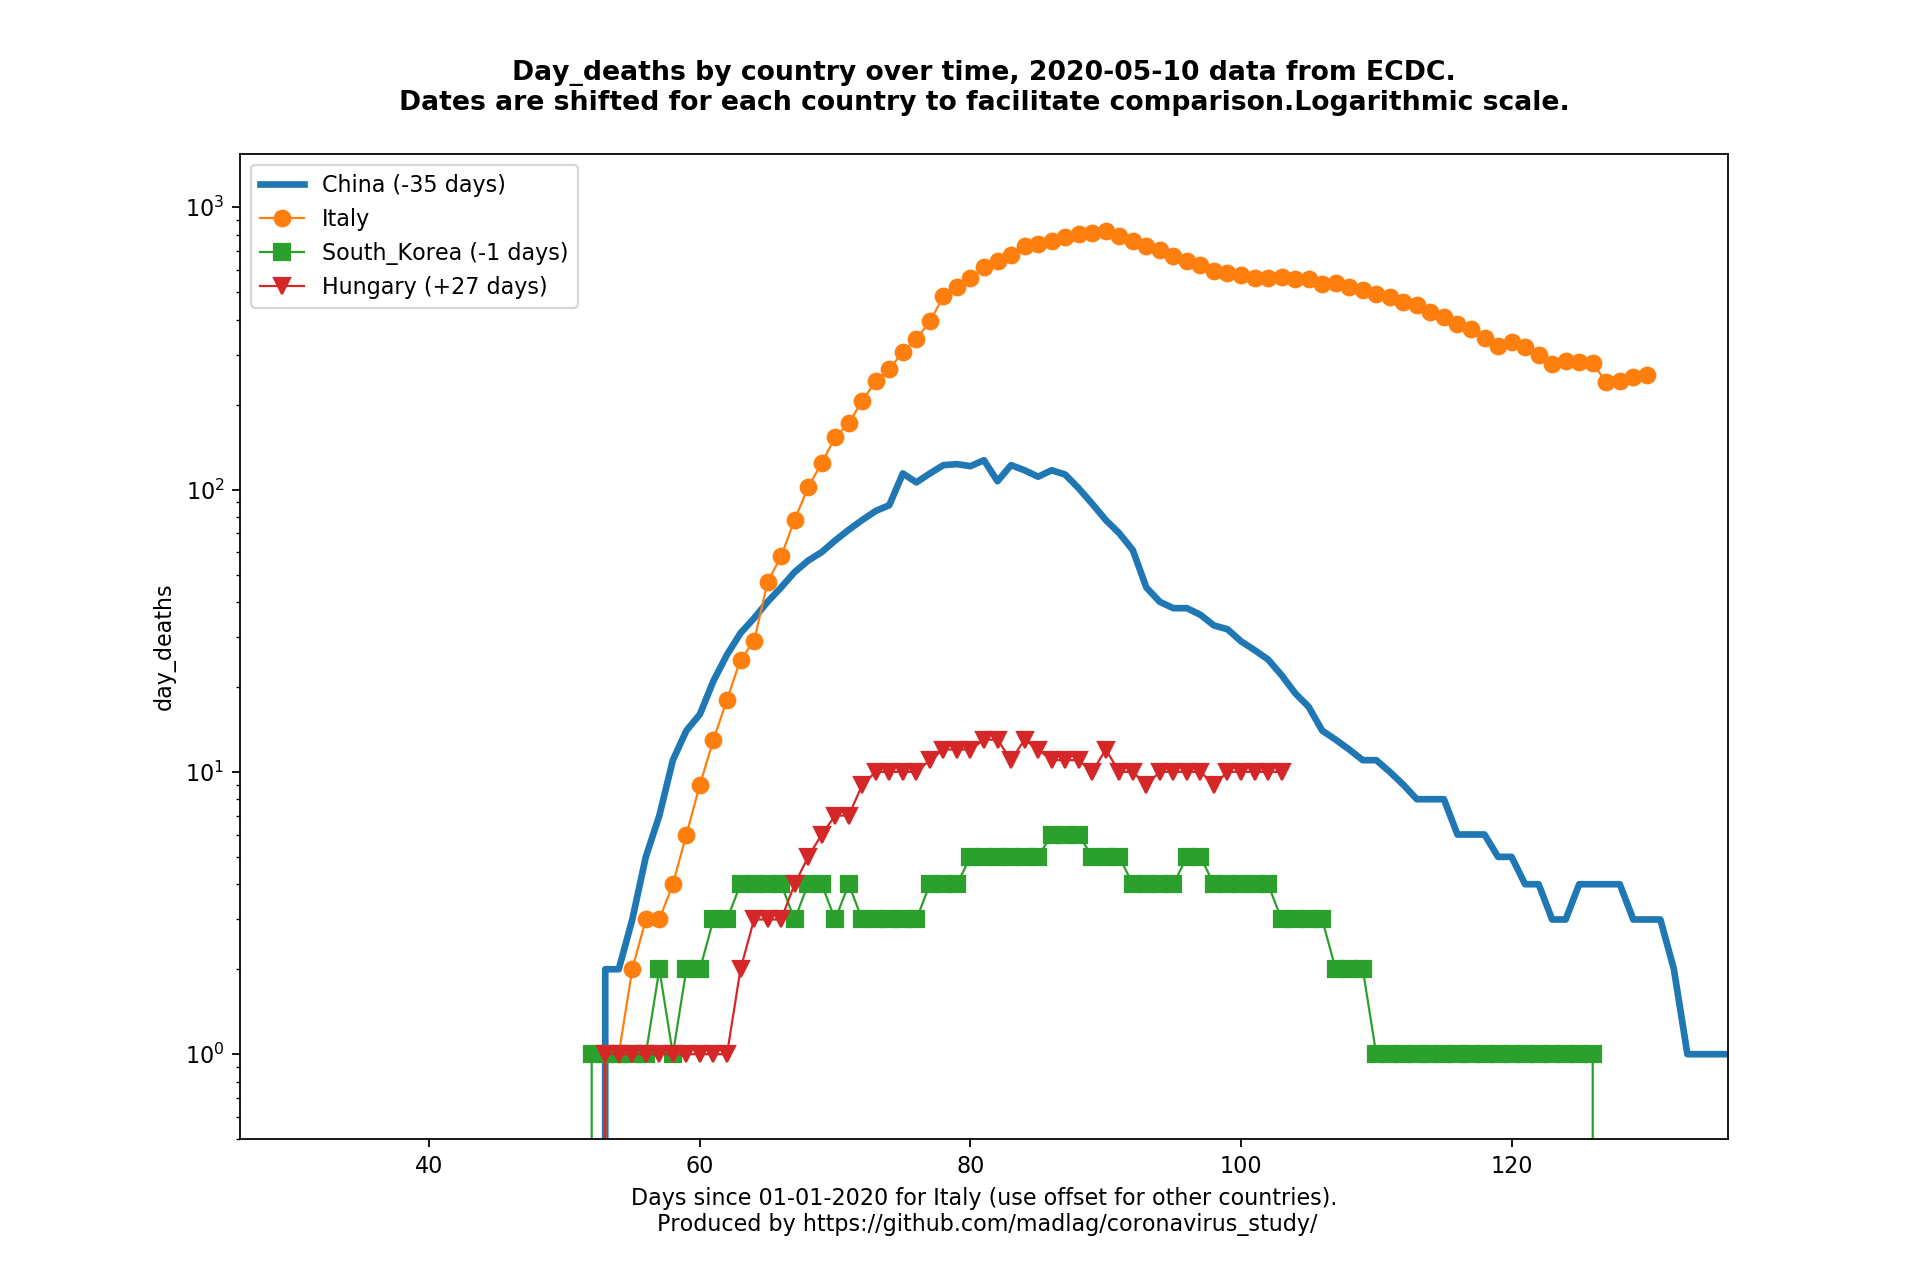 Day_deaths by country over time, 2020-05-10 data from ECDC.
Dates are shifted for each country to facilitate comparison.Logarithmic scale.
China (-35 days)
Italy
South_Korea (-1 days)
Hungary (+27 days)
10³
10²
10¹
10⁰
day_deaths
40 60 80 100 120
Days since 01-01-2020 for Italy (use offset for other countries).
Produced by https://github.com/madlag/coronavirus_study/